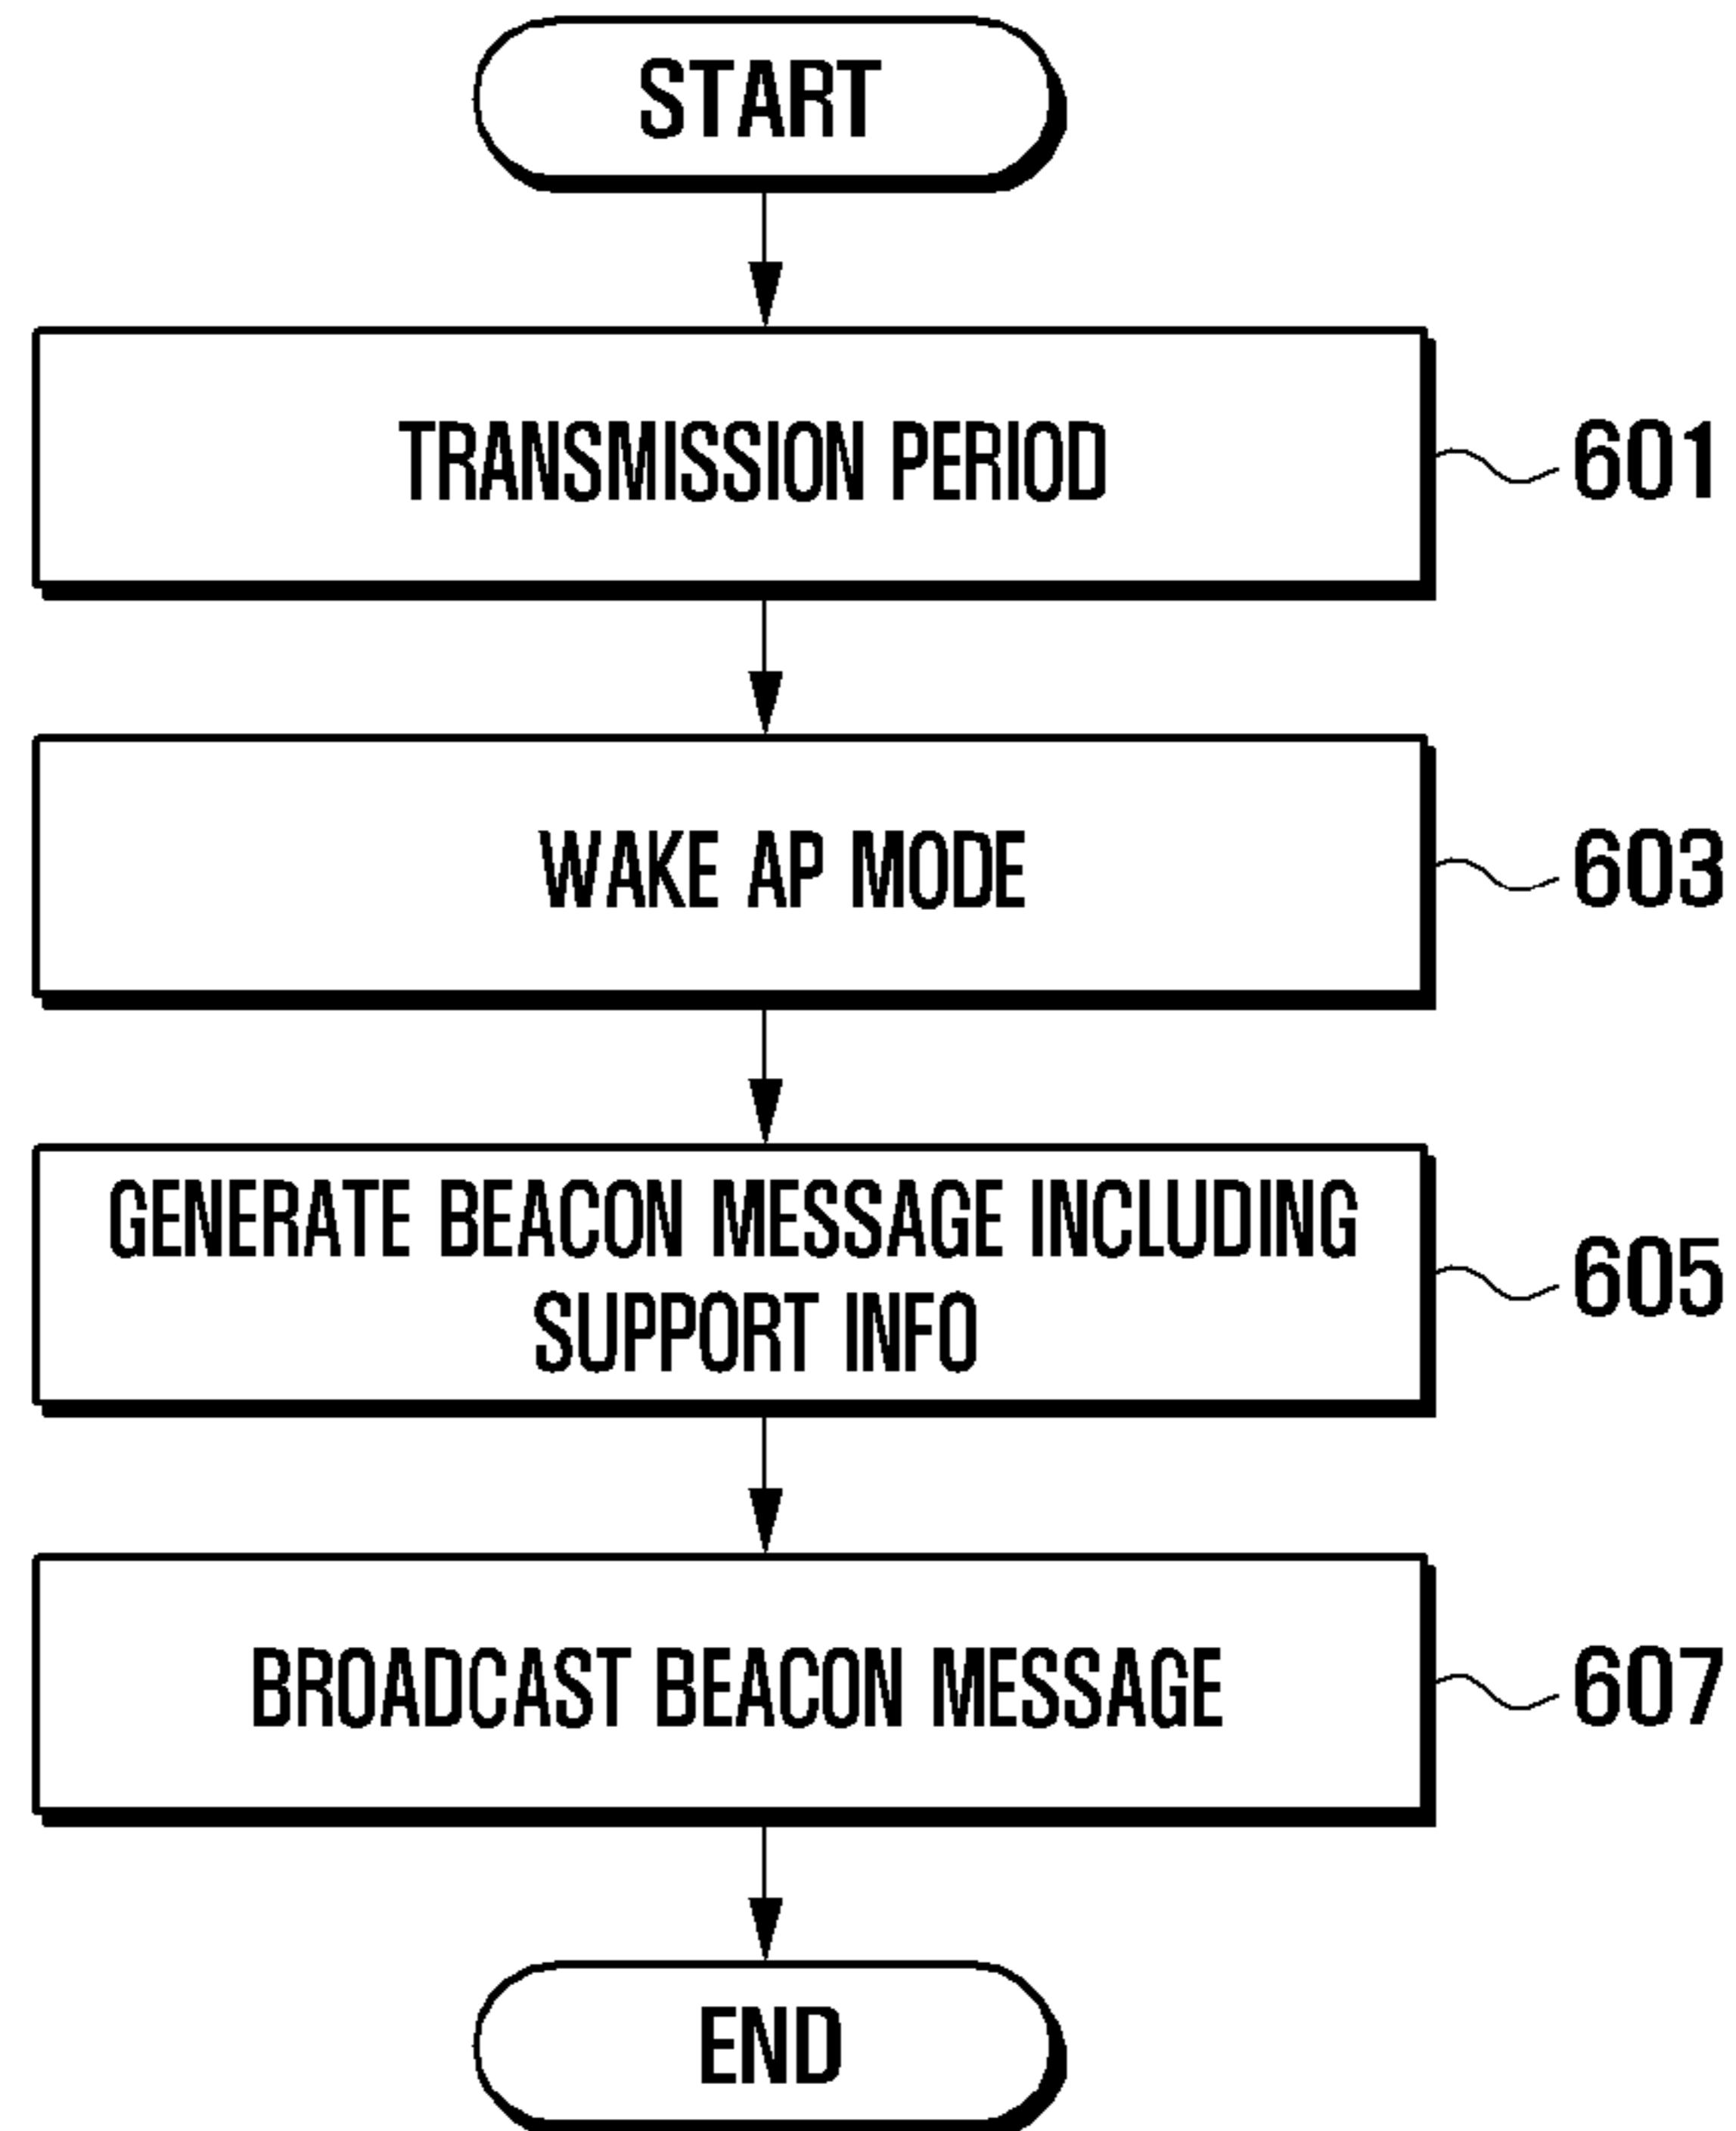 START
TRANSMISSION PERIOD
601
WAKE AP MODE
603
GENERATE BEACON MESSAGE INCLUDING
SUPPORT INFO
605
BROADCAST BEACON MESSAGE
607
END